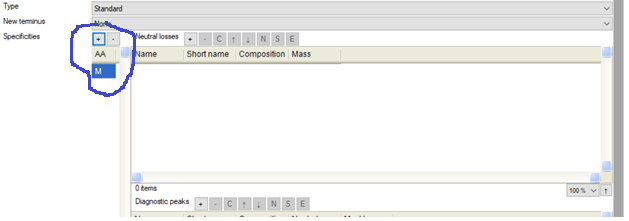 Type Standard
New terminus None
Specificities + - Neutral losses + - C ↑ ↓ N S E
AA Name Short name Composition Mass
M
0 items 100 % ↑
Diagnostic peaks + - C ↑ ↓ N S E